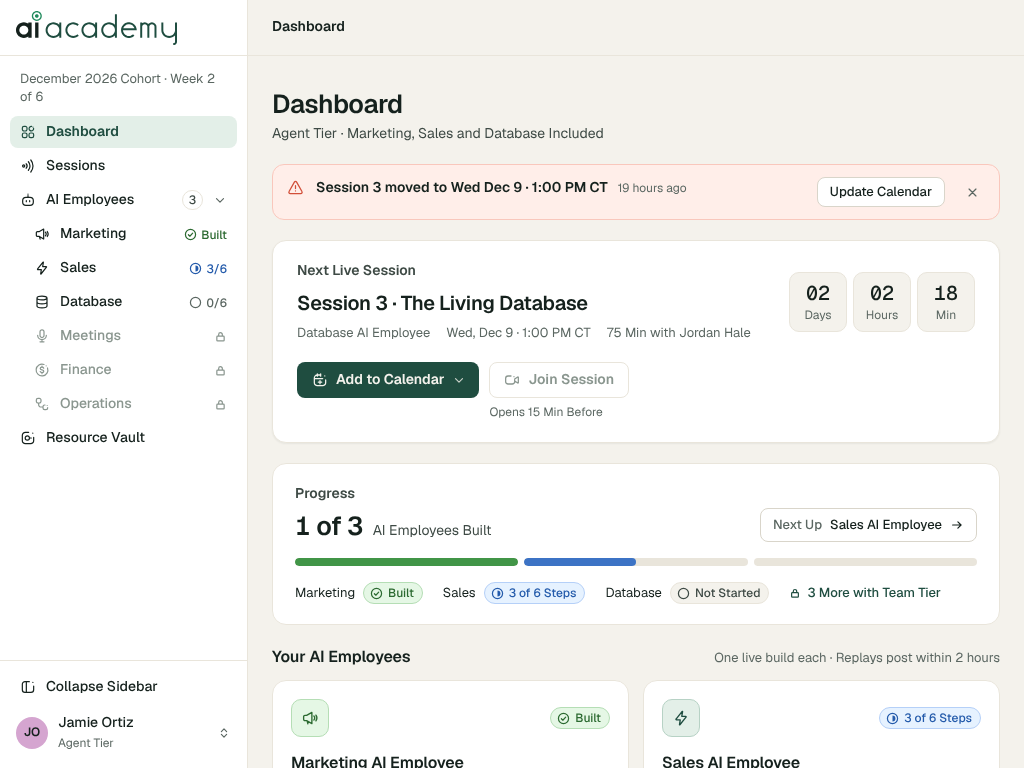 ai academy
December 2026 Cohort · Week 2
of 6
Dashboard
Sessions
AI Employees 3
Marketing Built
Sales 3/6
Database 0/6
Meetings
Finance
Operations
Resource Vault
Collapse Sidebar
JO
Jamie Ortiz
Agent Tier
Dashboard
Dashboard
Agent Tier · Marketing, Sales and Database Included
Session 3 moved to Wed Dec 9 · 1:00 PM CT 19 hours ago Update Calendar
Next Live Session
Session 3 · The Living Database
Database AI Employee Wed, Dec 9 · 1:00 PM CT 75 Min with Jordan Hale
02 02 18
Days Hours Min
Add to Calendar Join Session
Opens 15 Min Before
Progress
1 of 3 AI Employees Built
Next Up Sales AI Employee
Marketing Built Sales 3 of 6 Steps Database Not Started 3 More with Team Tier
Your AI Employees
One live build each · Replays post within 2 hours
Built
Marketing AI Employee
3 of 6 Steps
Sales AI Employee